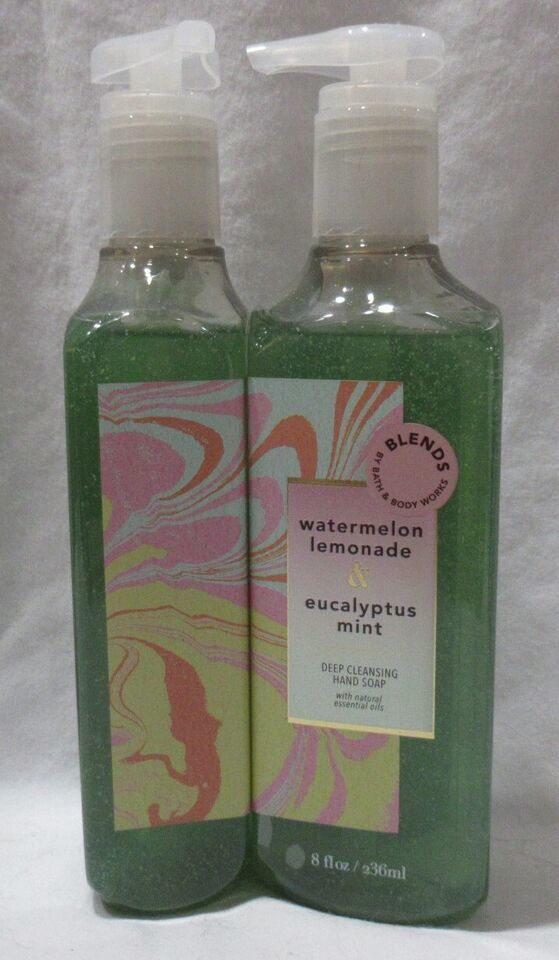 BLENDS
BY BATH & BODY WORKS
watermelon
lemonade
&
eucalyptus
mint
DEEP CLEANSING
HAND SOAP
with natural
essential oils
8 fl oz / 236ml